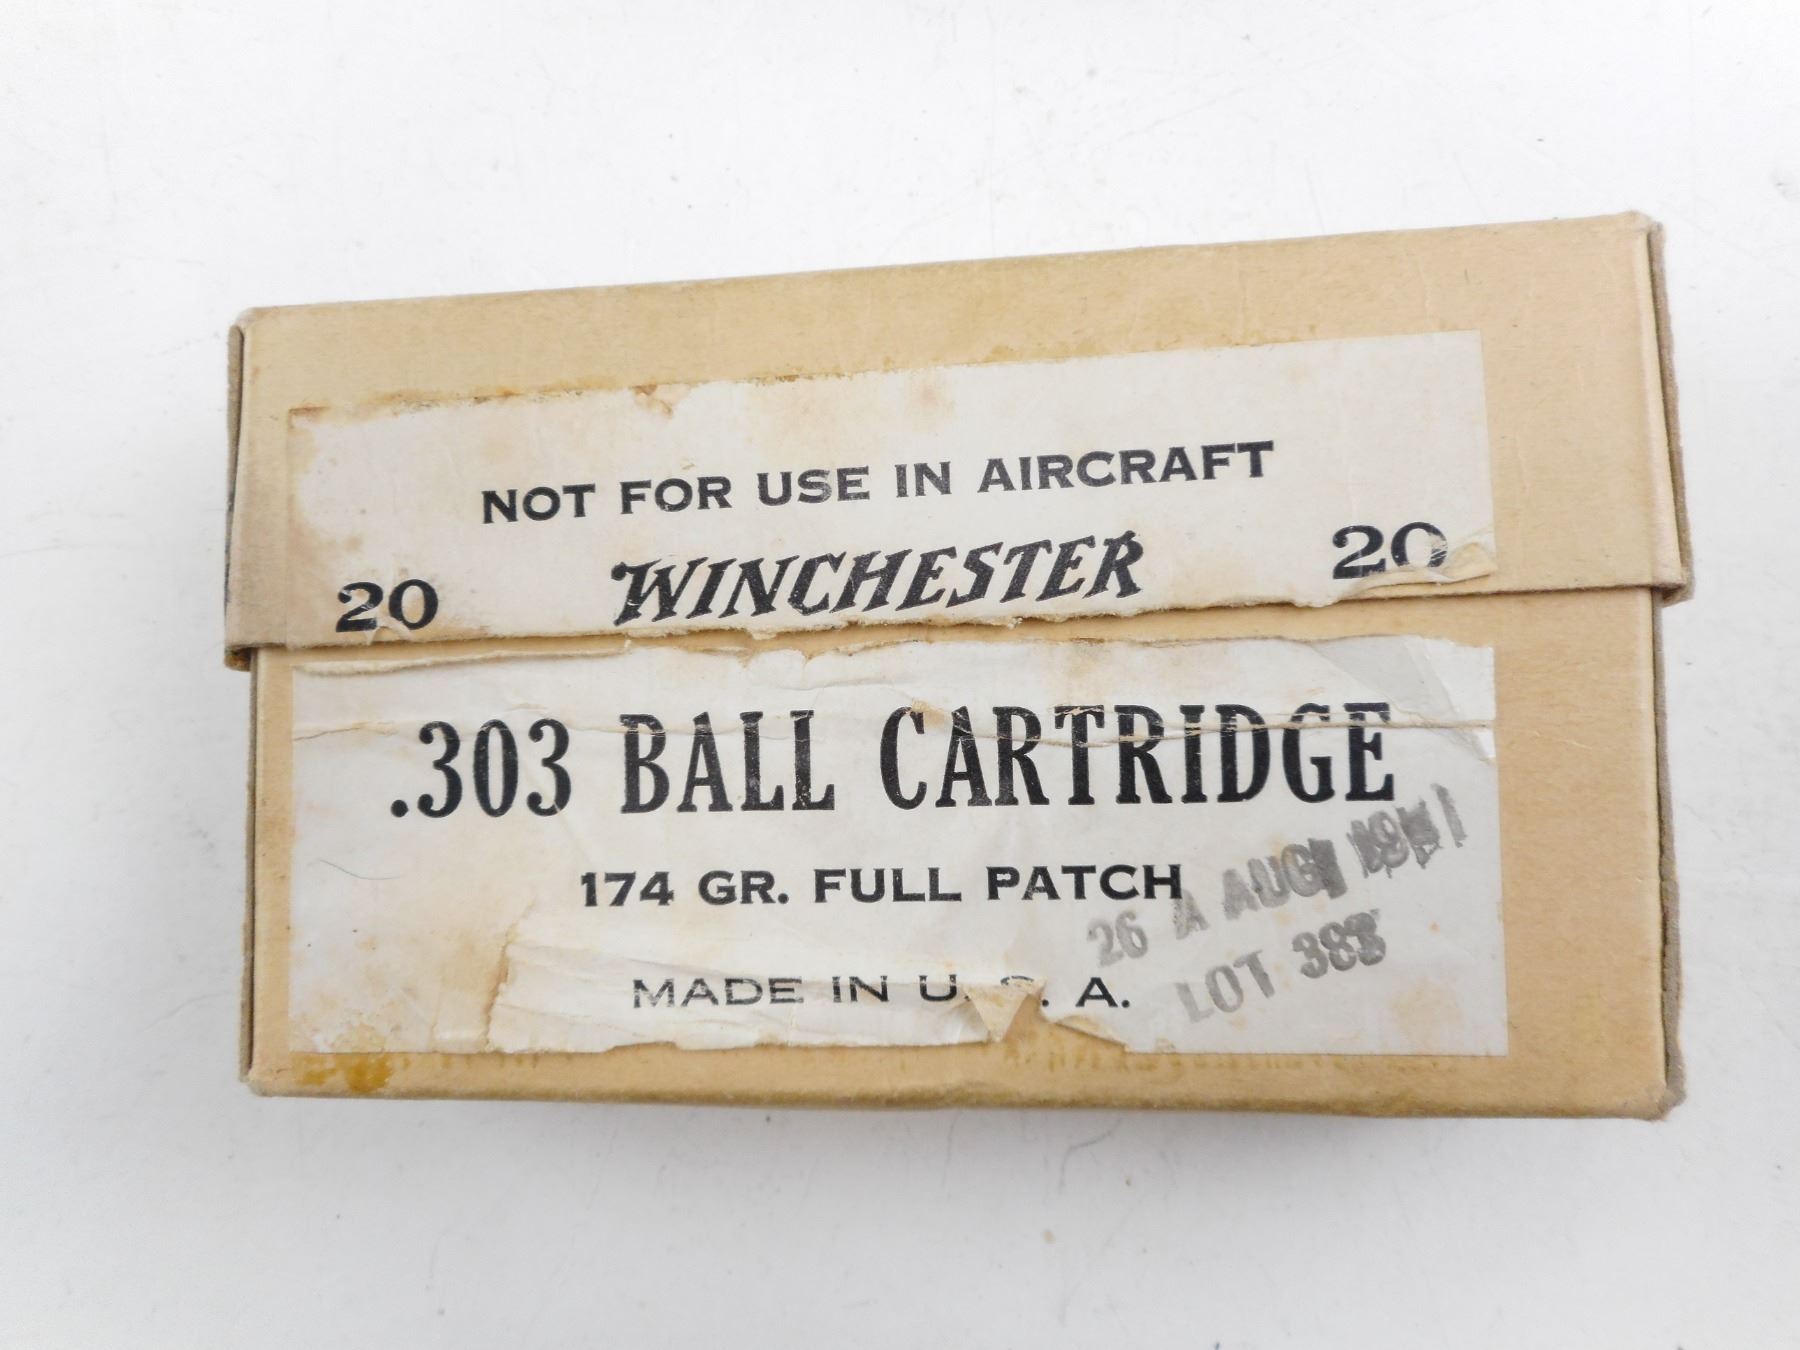 NOT FOR USE IN AIRCRAFT
20 WINCHESTER 20
.303 BALL CARTRIDGE
174 GR. FULL PATCH
MADE IN U. S. A.
26 A AUG
LOT